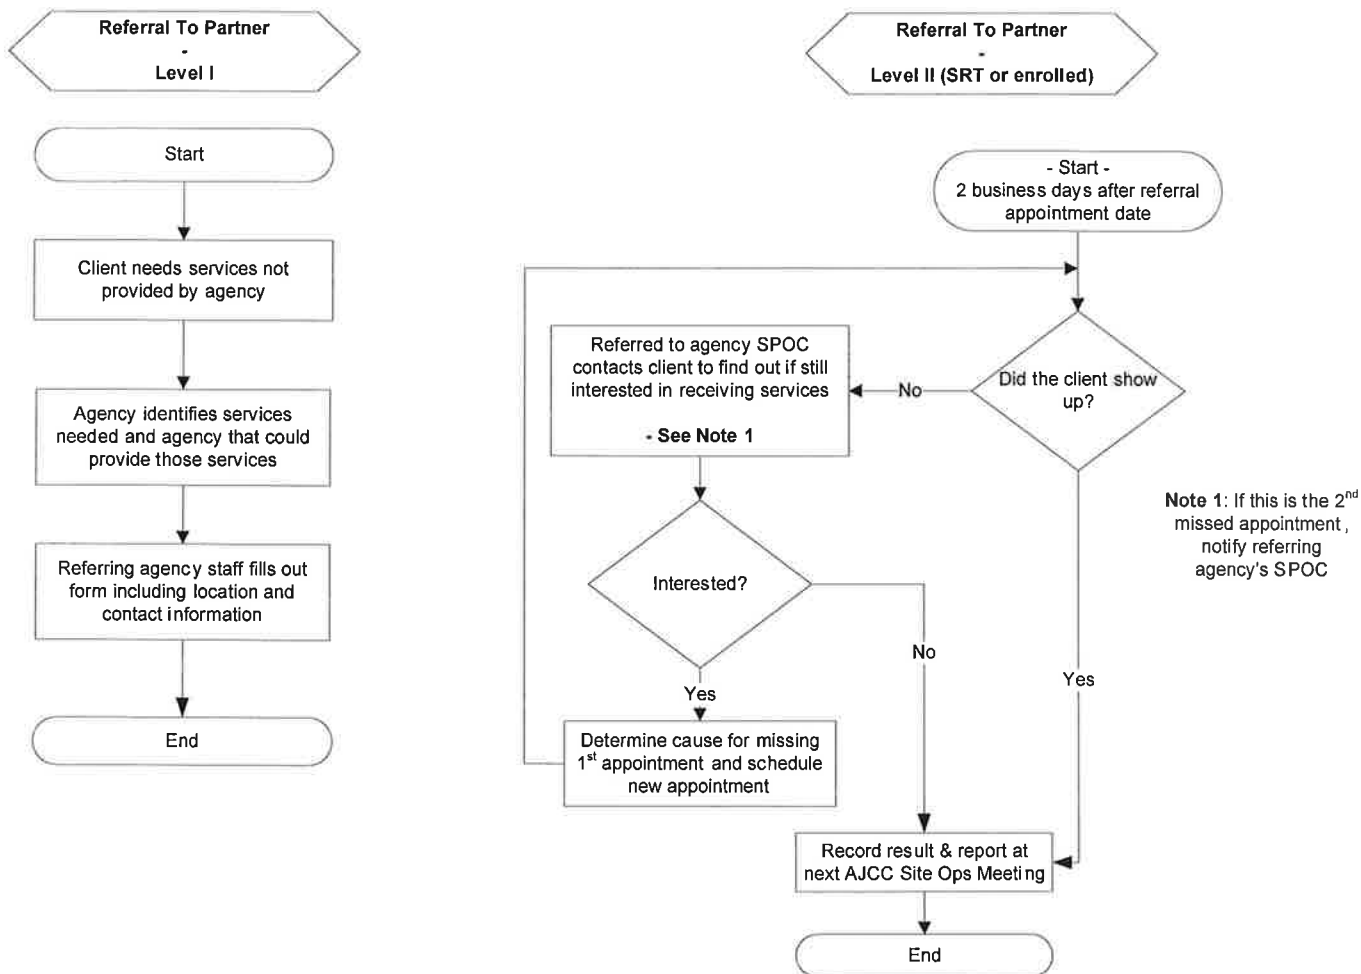 Referral To Partner
-
Level I
Start
Client needs services not
provided by agency
Agency identifies services
needed and agency that could
provide those services
Referring agency staff fills out
form including location and
contact information
End
Referral To Partner
-
Level II (SRT or enrolled)
- Start -
2 business days after referral
appointment date
Did the client show
up?
No
Referred to agency SPOC
contacts client to find out if still
interested in receiving services
- See Note 1
Interested?
No
Yes
Determine cause for missing
1st appointment and schedule
new appointment
Yes
Note 1: If this is the 2nd
missed appointment,
notify referring
agency's SPOC
Record result & report at
next AJCC Site Ops Meeting
End